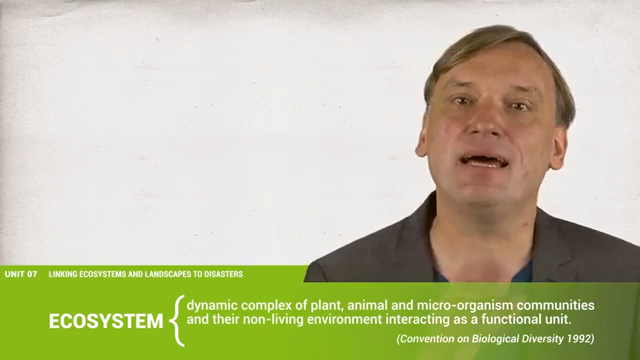 UNIT 07 LINKING ECOSYSTEMS AND LANDSCAPES TO DISASTERS
ECOSYSTEM
dynamic complex of plant, animal and micro-organism communities
and their non-living environment interacting as a functional unit.
(Convention on Biological Diversity 1992)